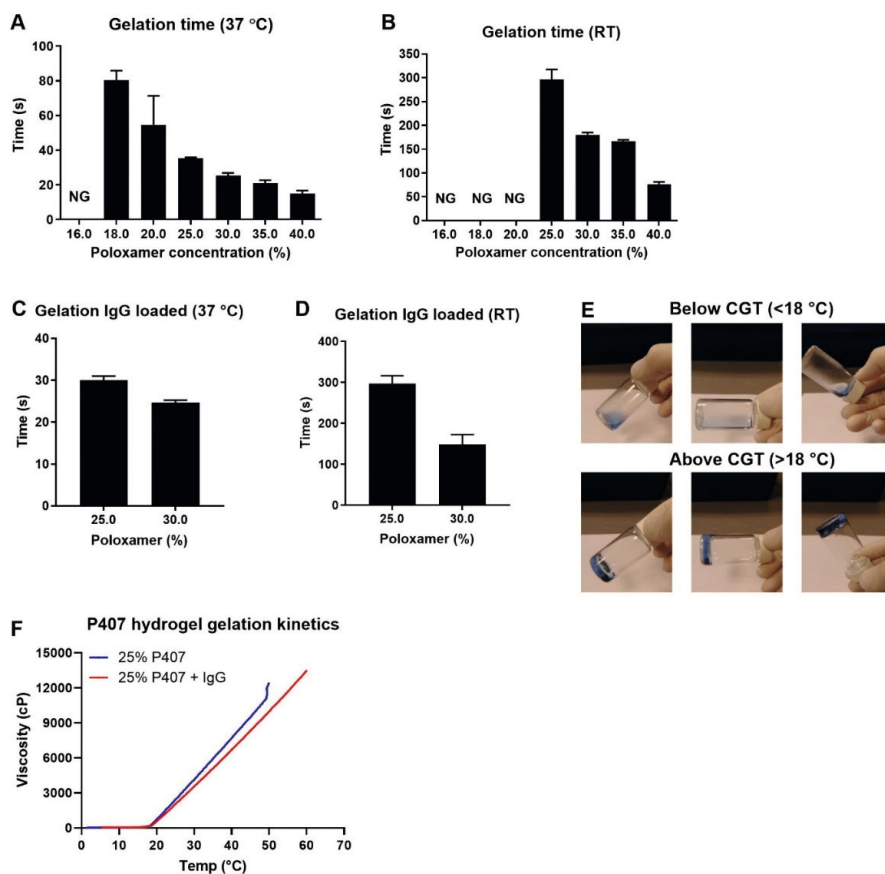 A
Gelation time (37 °C)
Time (s)
100
80
60
40
20
0
NG
16.0 18.0 20.0 25.0 30.0 35.0 40.0
Poloxamer concentration (%)
B
Gelation time (RT)
Time (s)
350
300
250
200
150
100
50
0
NG NG NG
16.0 18.0 20.0 25.0 30.0 35.0 40.0
Poloxamer concentration (%)
C
Gelation IgG loaded (37 °C)
Time (s)
40
30
20
10
0
25.0 30.0
Poloxamer (%)
D
Gelation IgG loaded (RT)
Time (s)
400
300
200
100
0
25.0 30.0
Poloxamer (%)
E
Below CGT (<18 °C)
Above CGT (>18 °C)
F
P407 hydrogel gelation kinetics
25% P407
25% P407 + IgG
Viscosity (cP)
15000
12000
9000
6000
3000
0
0 10 20 30 40 50 60 70
Temp (°C)